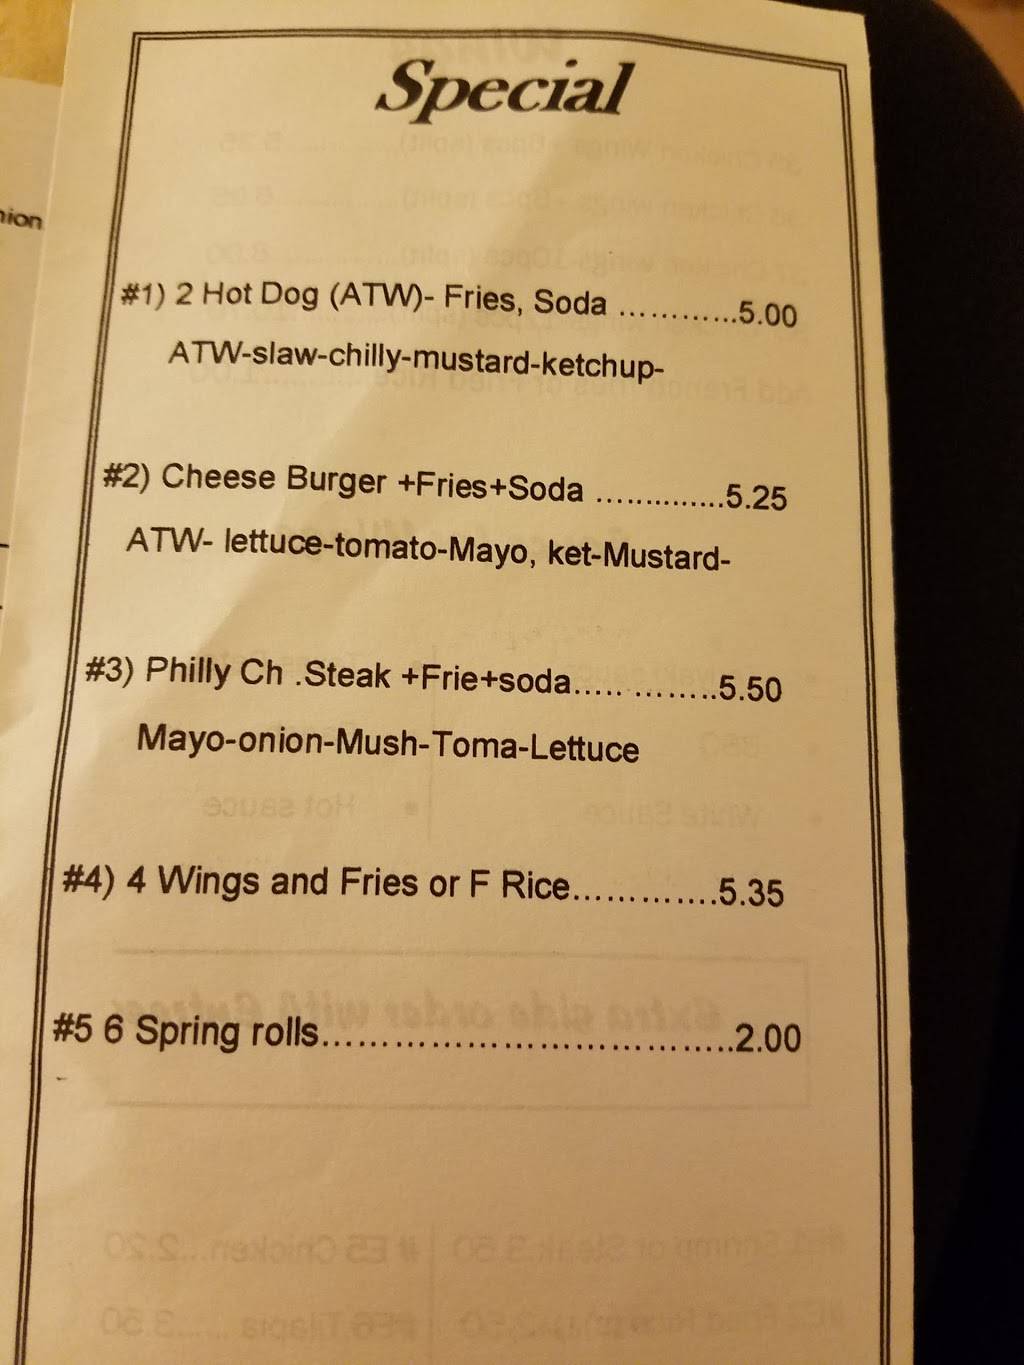 Special
#1) 2 Hot Dog (ATW)- Fries, Soda ............5.00
ATW-slaw-chilly-mustard-ketchup-
#2) Cheese Burger +Fries+Soda ..............5.25
ATW- lettuce-tomato-Mayo, ket-Mustard-
#3) Philly Ch .Steak +Frie+soda..... ........5.50
Mayo-onion-Mush-Toma-Lettuce
#4) 4 Wings and Fries or F Rice.............5.35
#5 6 Spring rolls.....................................2.00